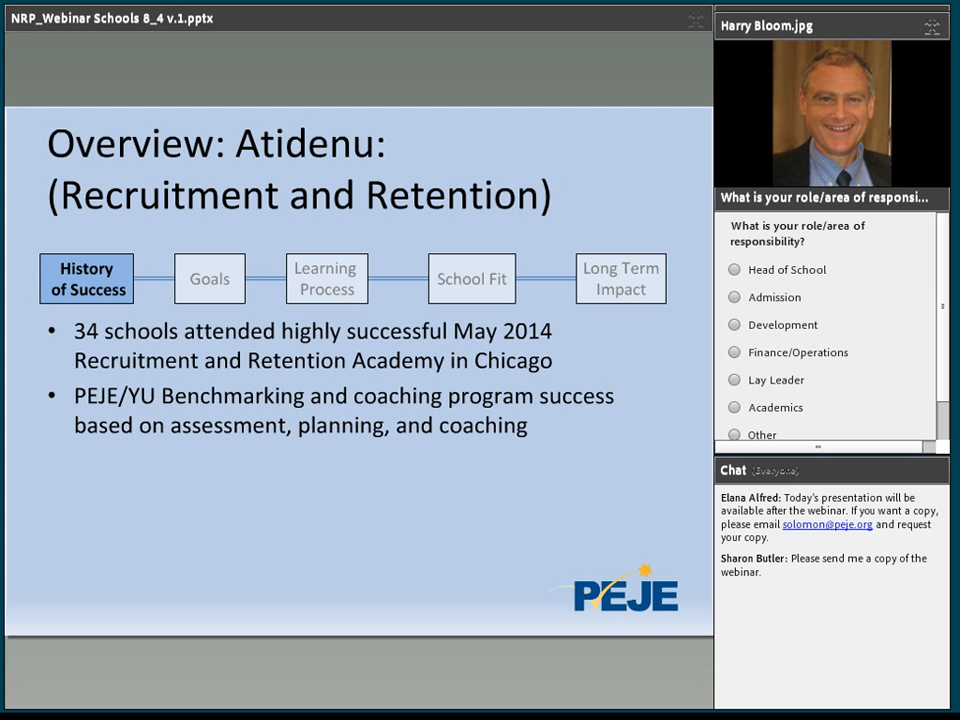 NRP_Webinar Schools 8_4 v.1.pptx
Overview: Atidenu:
(Recruitment and Retention)
History
of Success
Goals
Learning
Process
School Fit
Long Term
Impact
• 34 schools attended highly successful May 2014
Recruitment and Retention Academy in Chicago
• PEJE/YU Benchmarking and coaching program success
based on assessment, planning, and coaching
PEJE
Harry Bloom.jpg
What is your role/area of responsi...
What is your role/area of
responsibility?
Head of School
Admission
Development
Finance/Operations
Lay Leader
Academics
Other
Chat (Everyone)
Elana Alfred: Today's presentation will be
available after the webinar. If you want a copy,
please email solomon@peje.org and request
your copy.
Sharon Butler: Please send me a copy of the
webinar.